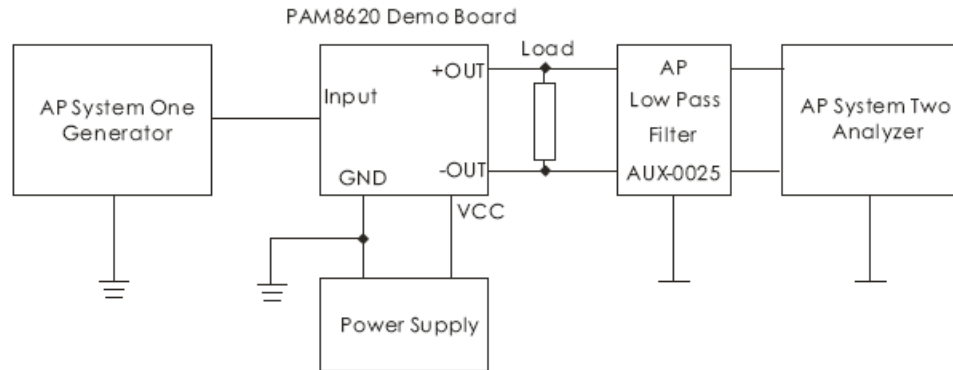 PAM8620 Demo Board
AP System One
Generator
Input
+OUT
-OUT
GND
VCC
Load
AP
Low Pass
Filter
AUX-0025
AP System Two
Analyzer
Power Supply